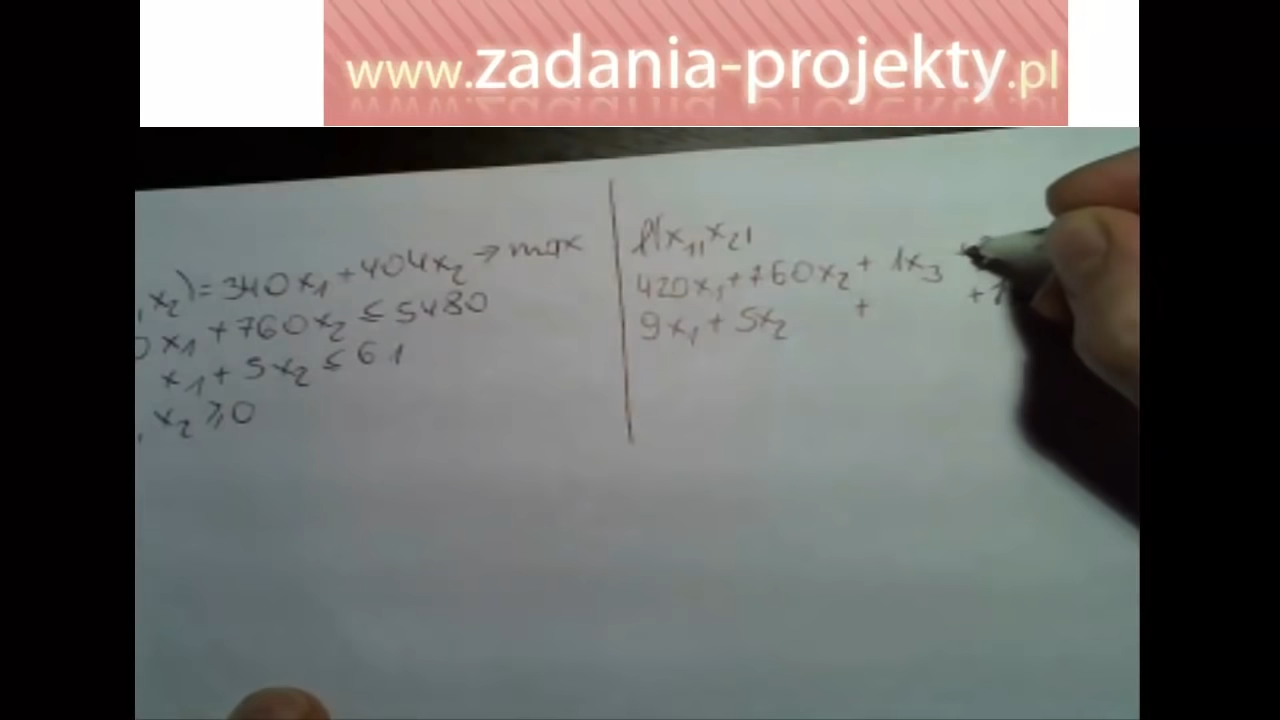 www.zadania-projekty.pl
, x₂) = 340x₁ + 404x₂ → max
x₁ + 760x₂ ≤ 5480
x₁ + 5x₂ ≤ 61
, x₂ ≥ 0
f(x₁, x₂,
420x₁ + 760x₂ + 1x₃ +
9x₁ + 5x₂ + + 1